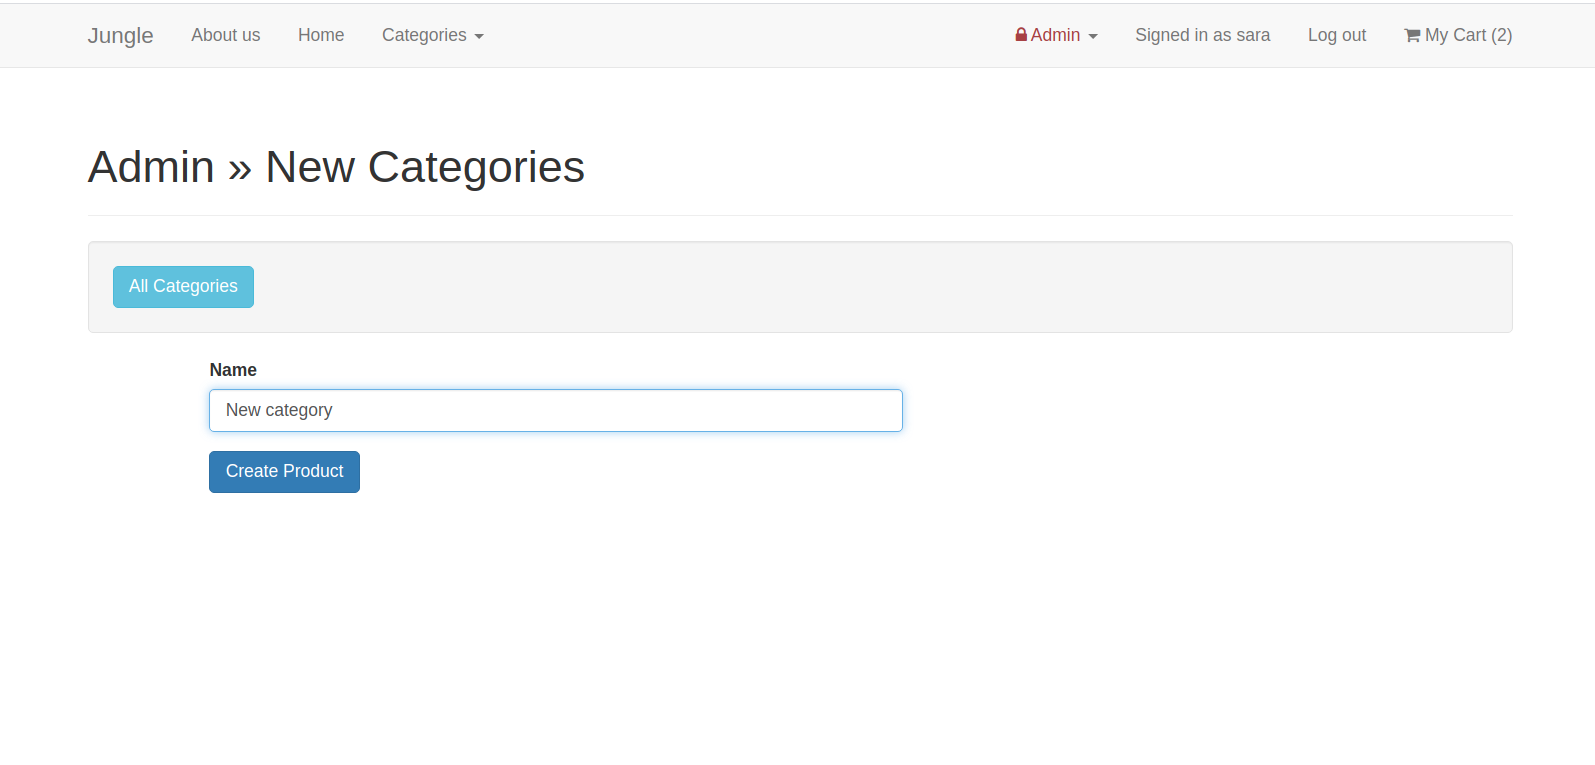 Jungle About us Home Categories Admin Signed in as sara Log out My Cart (2)
Admin » New Categories
All Categories
Name
New category
Create Product